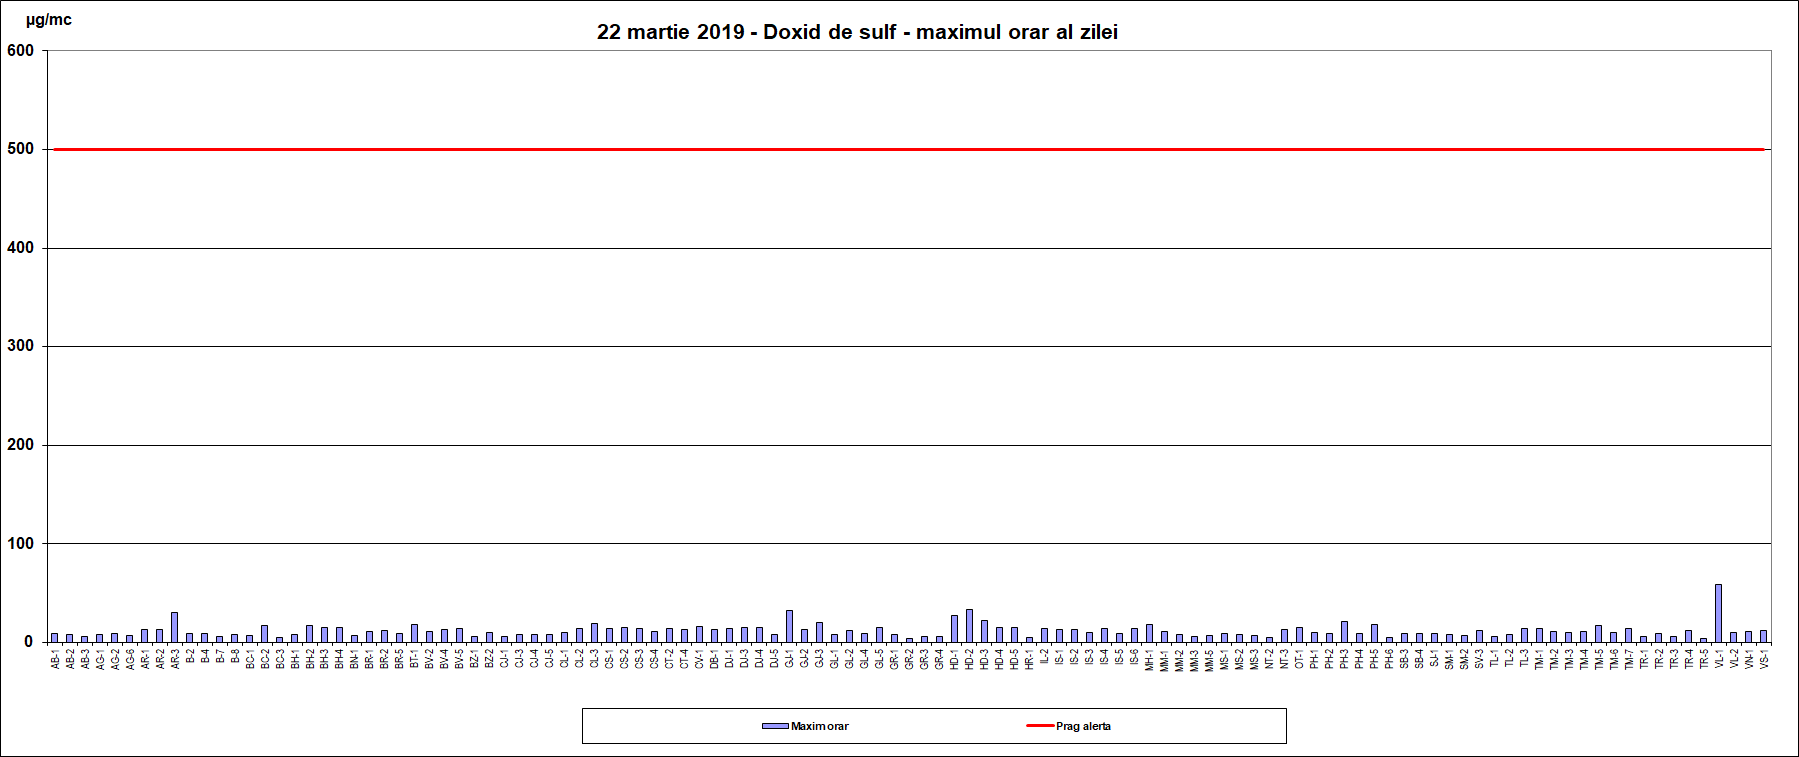 µg/mc
22 martie 2019 - Doxid de sulf - maximul orar al zilei
600
500
400
300
200
100
0
AB-1 AB-2 AB-3 AG-1 AG-2 AG-6 AR-1 AR-2 AR-3 B-2 B-4 B-7 B-8 BC-1 BC-2 BC-3 BH-1 BH-2 BH-3 BH-4 BN-1 BR-1 BR-2 BR-5 BT-1 BV-2 BV-4 BV-5 BZ-1 BZ-2 CJ-1 CJ-3 CJ-4 CJ-5 CL-1 CL-2 CL-3 CS-1 CS-2 CS-3 CS-4 CT-2 CT-4 CV-1 DB-1 DJ-1 DJ-3 DJ-4 DJ-5 GJ-1 GJ-2 GJ-3 GL-1 GL-2 GL-4 GL-5 GR-1 GR-2 GR-3 GR-4 HD-1 HD-2 HD-3 HD-4 HD-5 HR-1 IL-2 IS-1 IS-2 IS-3 IS-4 IS-5 IS-6 MH-1 MM-1 MM-2 MM-3 MM-5 MS-1 MS-2 MS-3 NT-2 NT-3 OT-1 PH-1 PH-2 PH-3 PH-4 PH-5 PH-6 SB-3 SB-4 SJ-1 SM-1 SM-2 SV-3 TL-1 TL-2 TL-3 TM-1 TM-2 TM-3 TM-4 TM-5 TM-6 TM-7 TR-1 TR-2 TR-3 TR-4 TR-5 VL-1 VL-2 VN-1 VS-1
Maxim orar Prag alerta